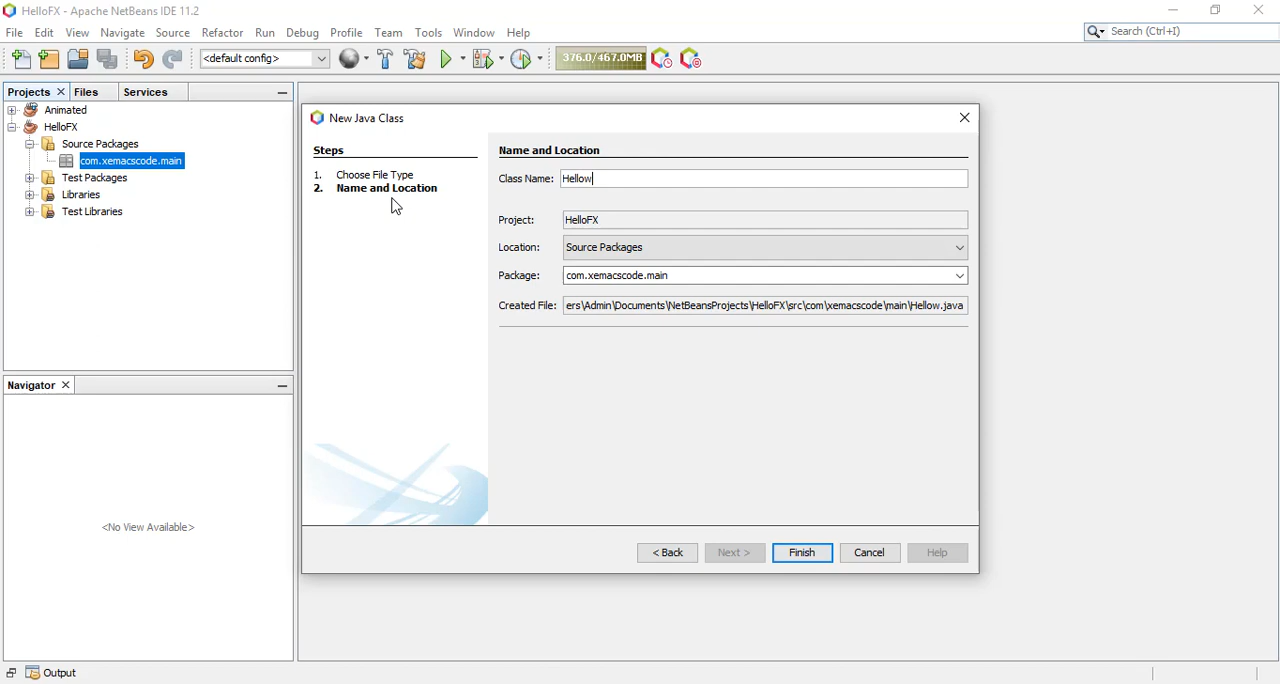 HelloFX - Apache NetBeans IDE 11.2
File Edit View Navigate Source Refactor Run Debug Profile Team Tools Window Help
Search (Ctrl+I)
<default config>
376.0/467.0MB
Projects Files Services
Animated
HelloFX
Source Packages
com.xemacscode.main
Test Packages
Libraries
Test Libraries
Navigator
<No View Available>
Output
New Java Class
Steps
1. Choose File Type
2. Name and Location
Name and Location
Class Name: Hellow
Project: HelloFX
Location: Source Packages
Package: com.xemacscode.main
Created File: ers\Admin\Documents\NetBeansProjects\HelloFX\src\com\xemacscode\main\Hellow.java
< Back Next > Finish Cancel Help